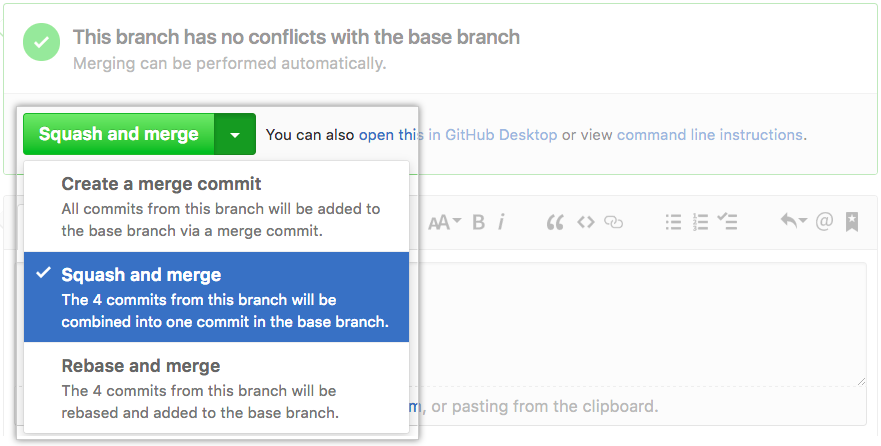 This branch has no conflicts with the base branch
Merging can be performed automatically.
Squash and merge
You can also open this in GitHub Desktop or view command line instructions.
Create a merge commit
All commits from this branch will be added to
the base branch via a merge commit.
AA B i
@
Squash and merge
The 4 commits from this branch will be
combined into one commit in the base branch.
Rebase and merge
The 4 commits from this branch will be
rebased and added to the base branch.
m, or pasting from the clipboard.